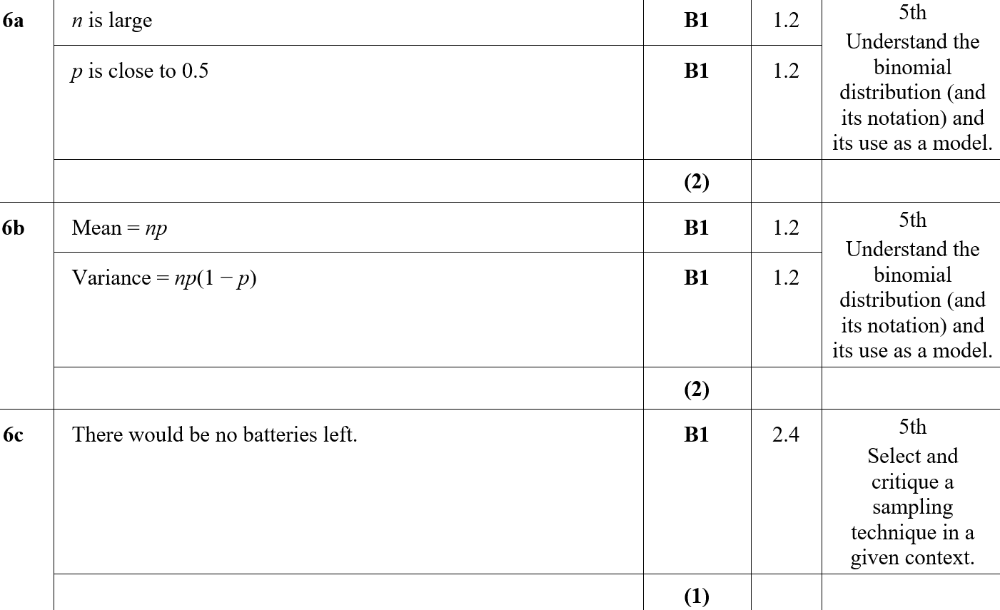 6a n is large B1 1.2 5th
Understand the
p is close to 0.5 B1 1.2 binomial
distribution (and
its notation) and
its use as a model.
(2)
6b Mean = np B1 1.2 5th
Understand the
Variance = np(1 − p) B1 1.2 binomial
distribution (and
its notation) and
its use as a model.
(2)
6c There would be no batteries left. B1 2.4 5th
Select and
critique a
sampling
technique in a
given context.
(1)